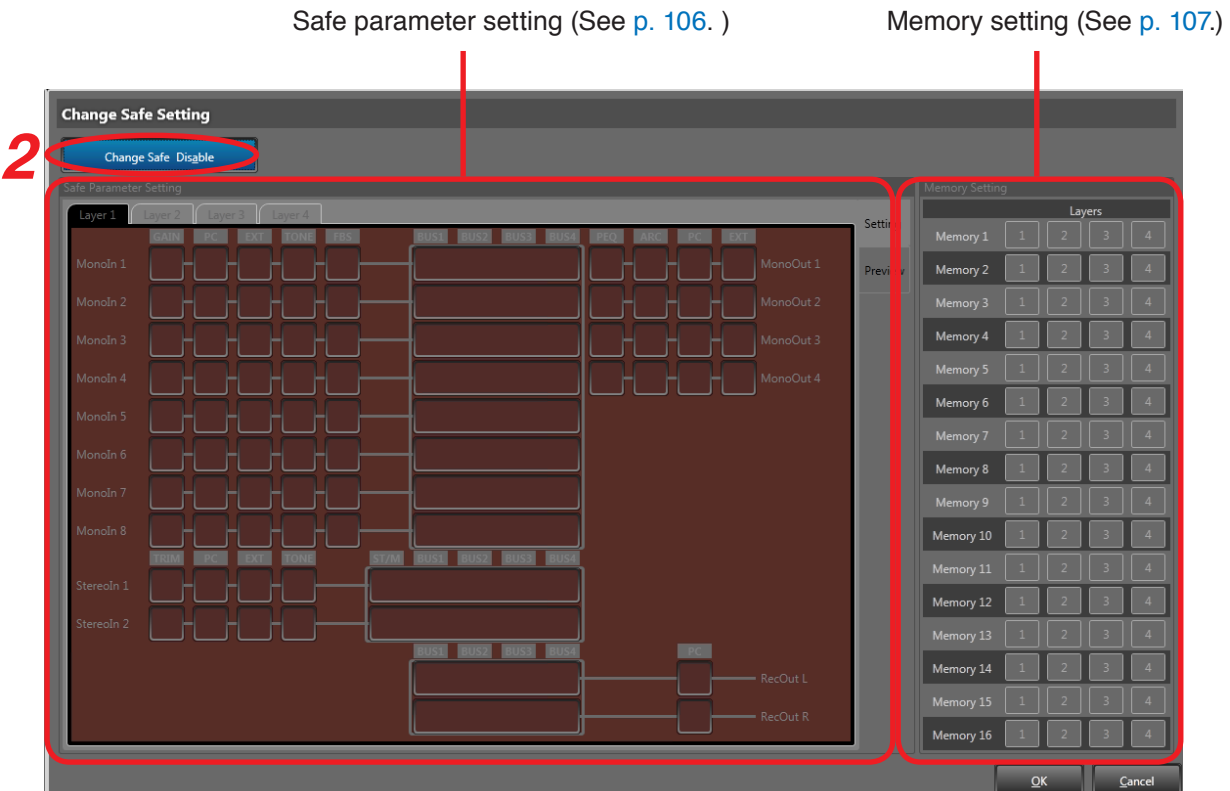 Safe parameter setting (See p. 106. )
Memory setting (See p. 107.)
Change Safe Setting
2
Change Safe Disable
Safe Parameter Setting
Memory Setting
Layer 1 Layer 2 Layer 3 Layer 4
Setting
Preview
GAIN PC EXT TONE FBS BUS1 BUS2 BUS3 BUS4 PEQ ARC PC EXT
MonoIn 1 MonoOut 1
MonoIn 2 MonoOut 2
MonoIn 3 MonoOut 3
MonoIn 4 MonoOut 4
MonoIn 5
MonoIn 6
MonoIn 7
MonoIn 8
TRIM PC EXT TONE ST/M BUS1 BUS2 BUS3 BUS4
StereoIn 1
StereoIn 2
BUS1 BUS2 BUS3 BUS4 PC
RecOut L
RecOut R
Layers
Memory 1 1 2 3 4
Memory 2 1 2 3 4
Memory 3 1 2 3 4
Memory 4 1 2 3 4
Memory 5 1 2 3 4
Memory 6 1 2 3 4
Memory 7 1 2 3 4
Memory 8 1 2 3 4
Memory 9 1 2 3 4
Memory 10 1 2 3 4
Memory 11 1 2 3 4
Memory 12 1 2 3 4
Memory 13 1 2 3 4
Memory 14 1 2 3 4
Memory 15 1 2 3 4
Memory 16 1 2 3 4
OK Cancel